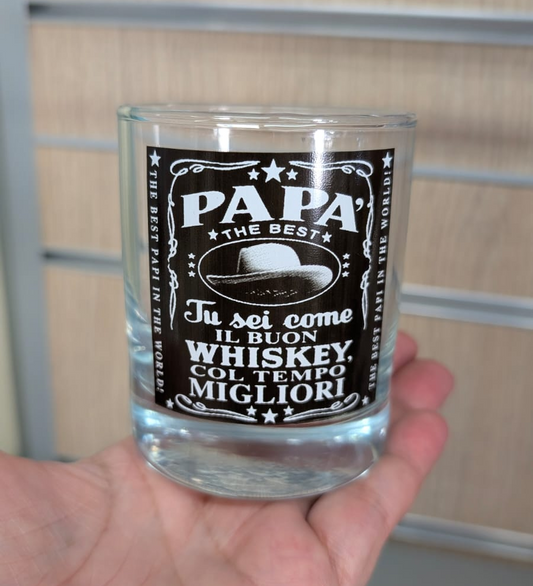 PAPA'
THE BEST
Tu sei come
IL BUON
WHISKEY,
COL TEMPO
MIGLIORI
THE BEST PAPI IN THE WORLD!
THE BEST PAPI IN THE WORLD!